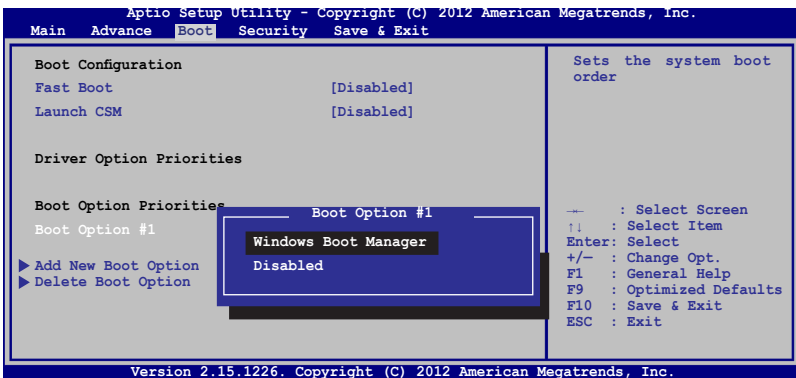 Aptio Setup Utility - Copyright (C) 2012 American Megatrends, Inc.
Main Advance Boot Security Save & Exit
Boot Configuration
Fast Boot [Disabled]
Launch CSM [Disabled]
Driver Option Priorities
Boot Option Priorities
Boot Option #1
Add New Boot Option
Delete Boot Option
Boot Option #1
Windows Boot Manager
Disabled
Sets the system boot
order
→← : Select Screen
↑↓ : Select Item
Enter: Select
+/— : Change Opt.
F1 : General Help
F9 : Optimized Defaults
F10 : Save & Exit
ESC : Exit
Version 2.15.1226. Copyright (C) 2012 American Megatrends, Inc.